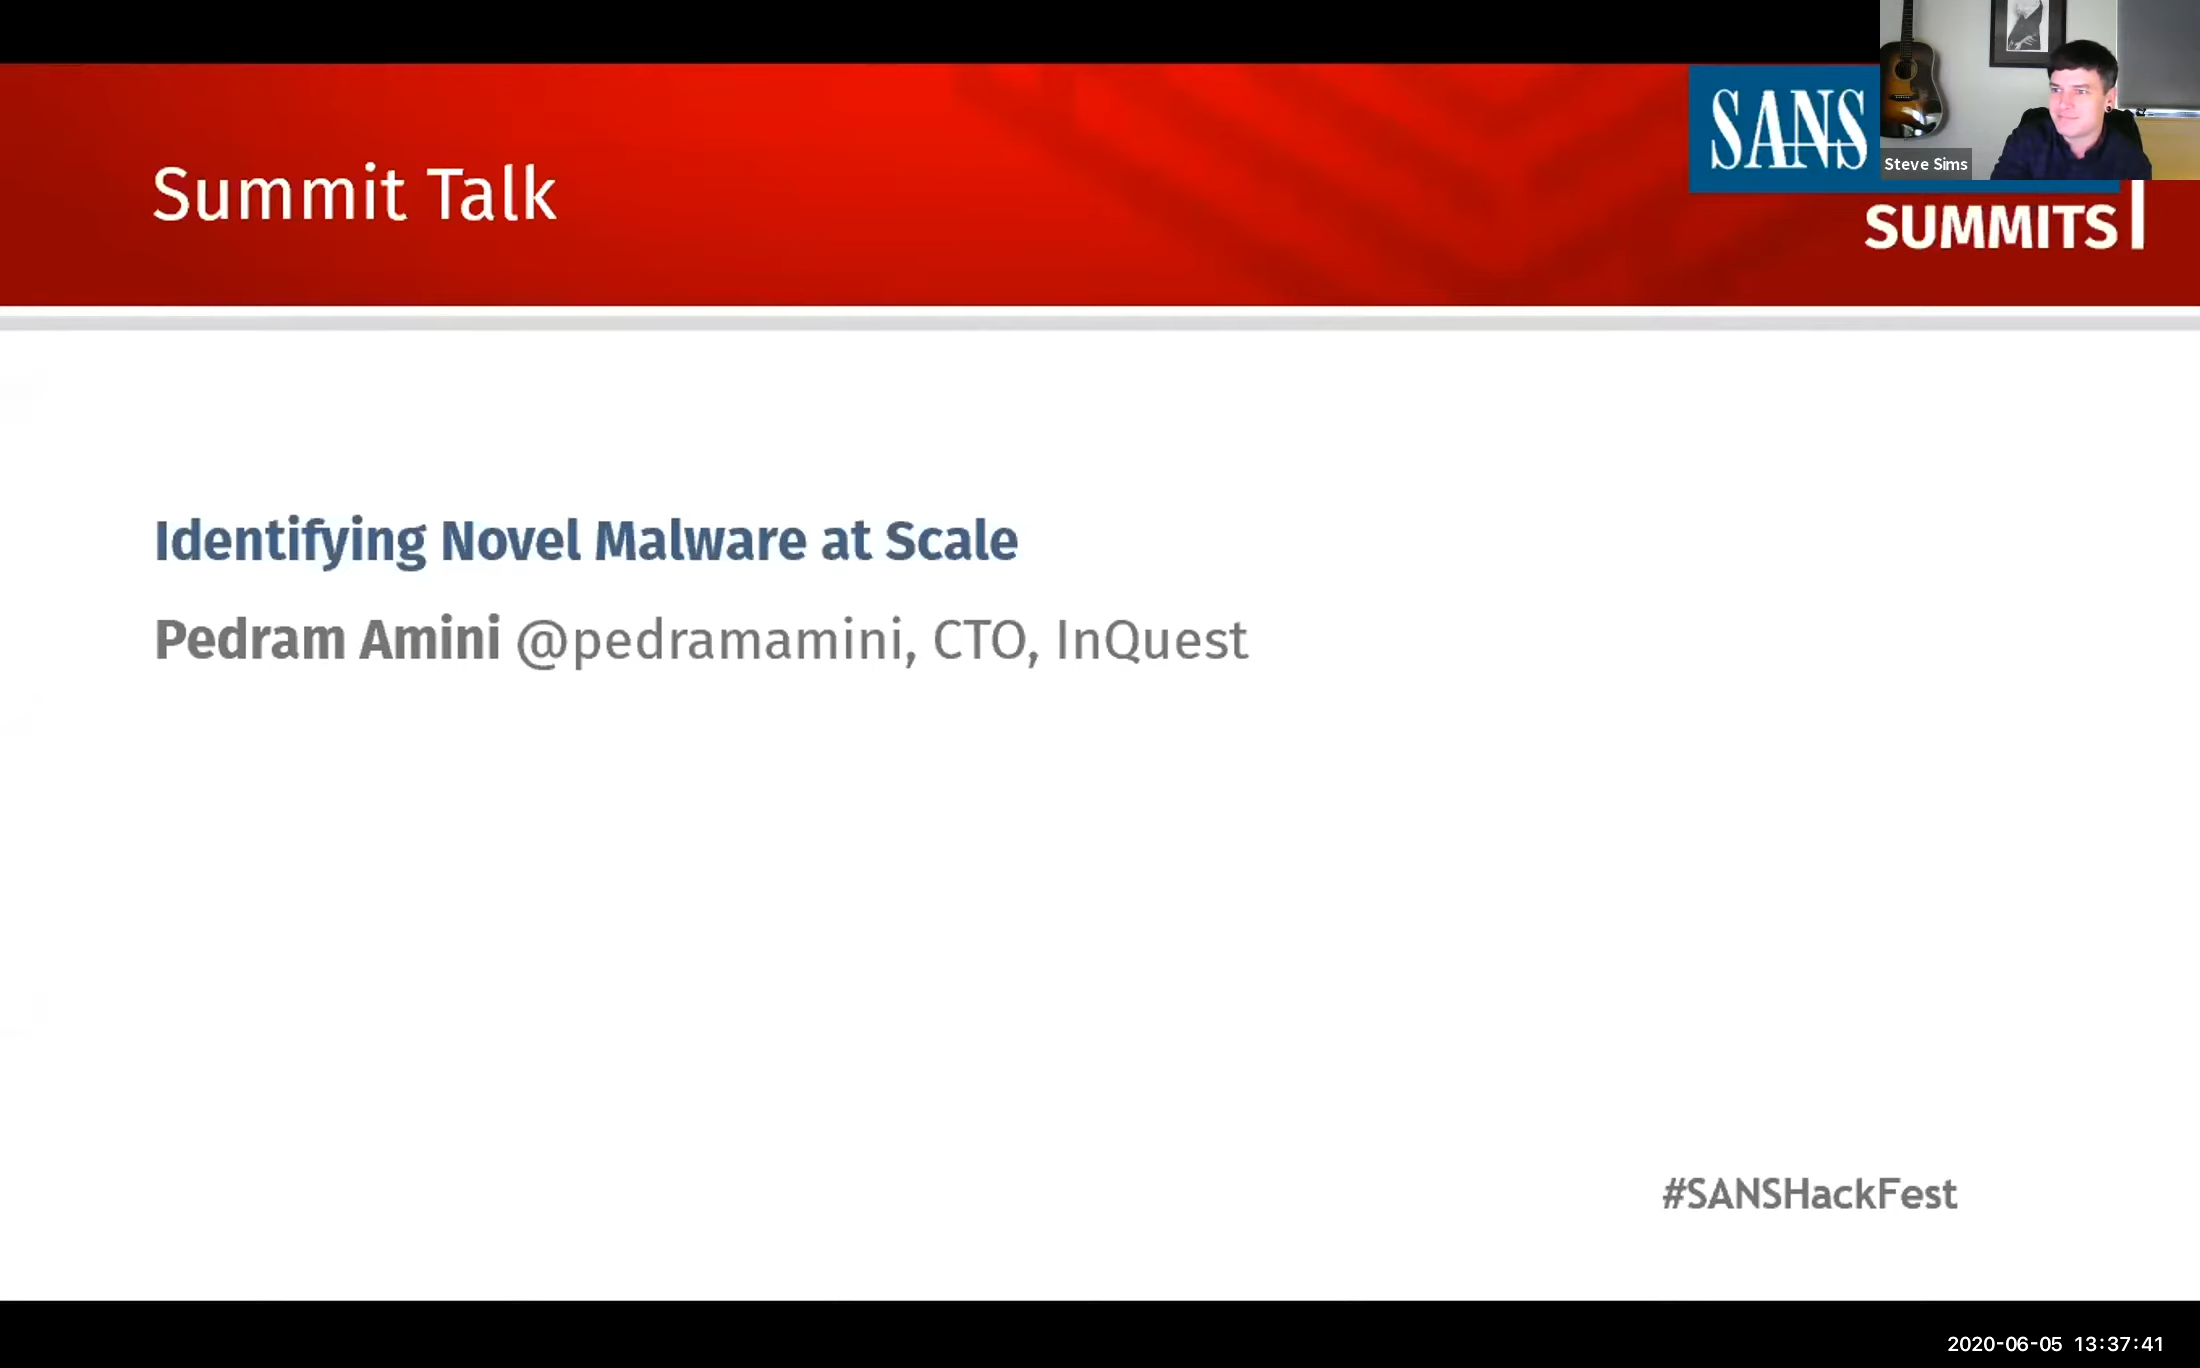 Summit Talk
SANS
Steve Sims
SUMMITS
Identifying Novel Malware at Scale
Pedram Amini @pedramamini, CTO, InQuest
#SANSHackFest
2020-06-05 13:37:41